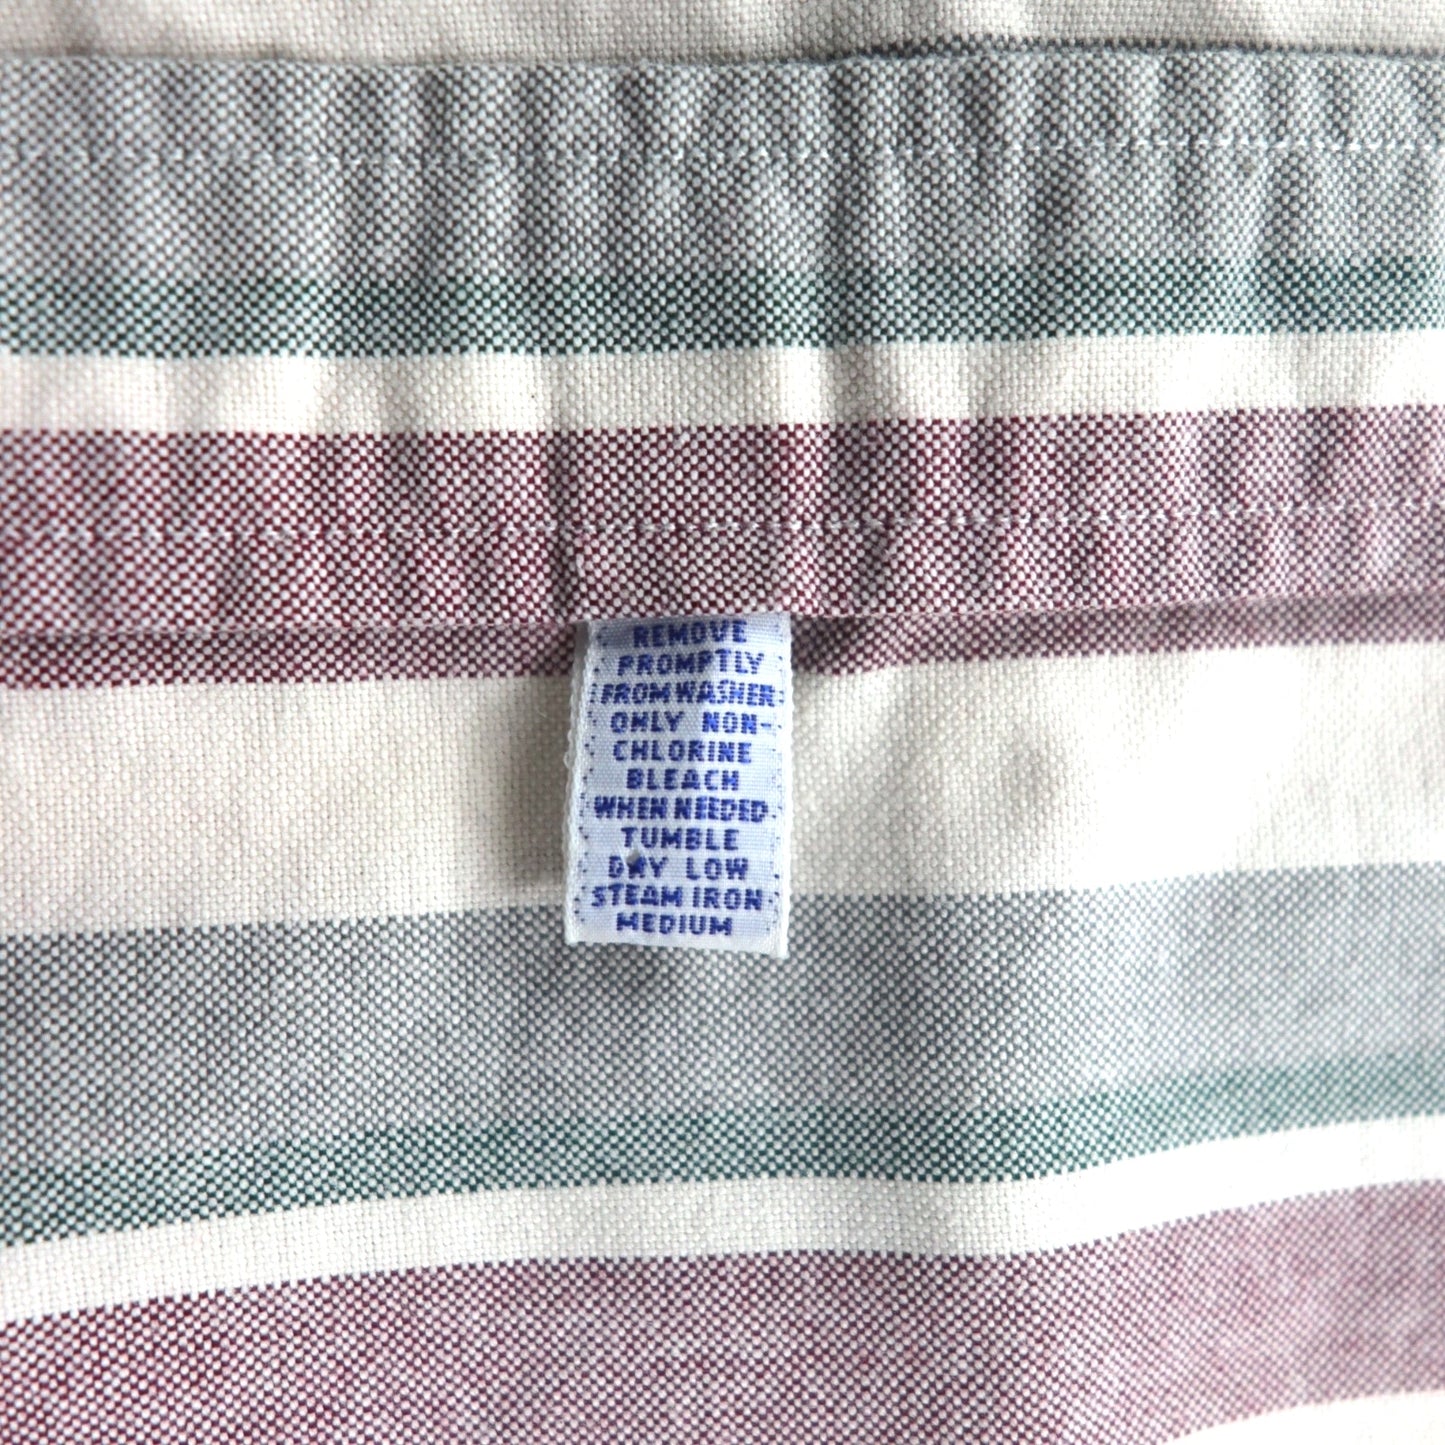 REMOVE
PROMPTLY
FROM WASHER
ONLY NON-
CHLORINE
BLEACH
WHEN NEEDED
TUMBLE
DRY LOW
STEAM IRON
MEDIUM